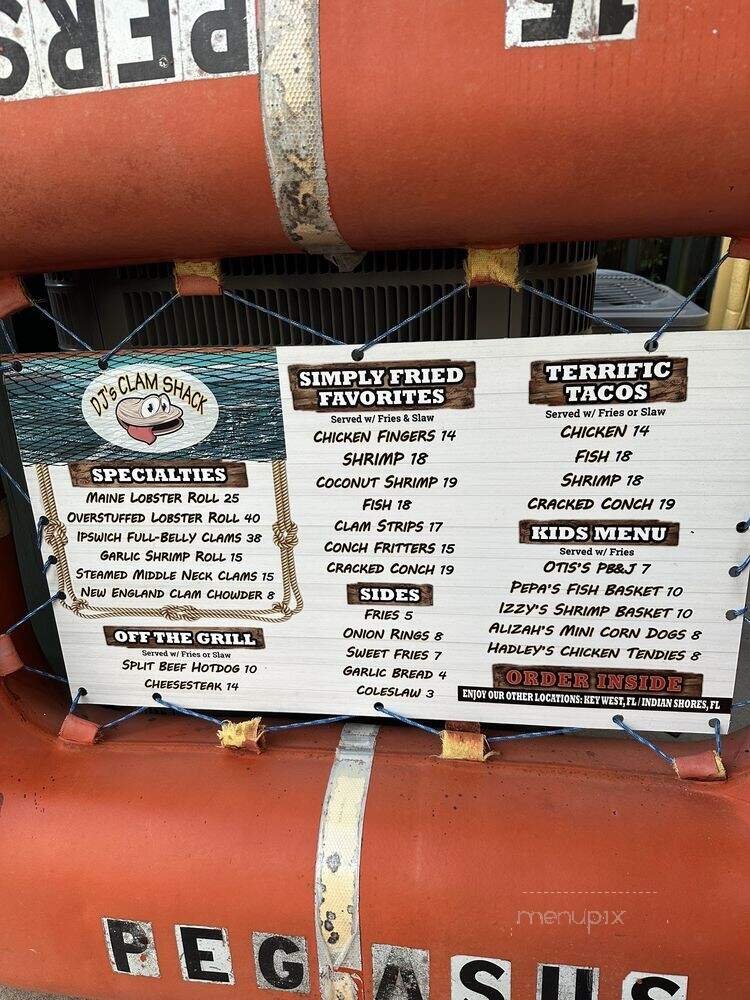 PERS
15
DJ's CLAM SHACK
SPECIALTIES
MAINE LOBSTER ROLL 25
OVERSTUFFED LOBSTER ROLL 40
IPSWICH FULL-BELLY CLAMS 38
GARLIC SHRIMP ROLL 15
STEAMED MIDDLE NECK CLAMS 15
NEW ENGLAND CLAM CHOWDER 8
OFF THE GRILL
Served w/ Fries or Slaw
SPLIT BEEF HOTDOG 10
CHEESESTEAK 14
SIMPLY FRIED
FAVORITES
Served w/ Fries & Slaw
CHICKEN FINGERS 14
SHRIMP 18
COCONUT SHRIMP 19
FISH 18
CLAM STRIPS 17
CONCH FRITTERS 15
CRACKED CONCH 19
SIDES
FRIES 5
ONION RINGS 8
SWEET FRIES 7
GARLIC BREAD 4
COLESLAW 3
TERRIFIC
TACOS
Served w/ Fries or Slaw
CHICKEN 14
FISH 18
SHRIMP 18
CRACKED CONCH 19
KIDS MENU
Served w/ Fries
OTIS'S PB&J 7
PEPA'S FISH BASKET 10
IZZY'S SHRIMP BASKET 10
ALIZAH'S MINI CORN DOGS 8
HADLEY'S CHICKEN TENDIES 8
ORDER INSIDE
ENJOY OUR OTHER LOCATIONS: KEY WEST, FL / INDIAN SHORES, FL
menupix
PEGASUS